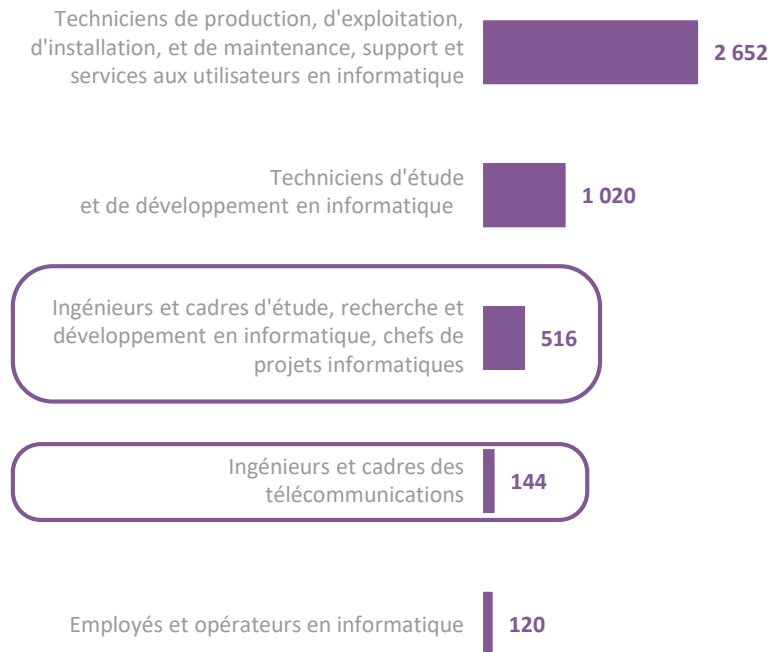 Techniciens de production, d'exploitation,
d'installation, et de maintenance, support et
services aux utilisateurs en informatique
2 652
Techniciens d'étude
et de développement en informatique
1 020
Ingénieurs et cadres d'étude, recherche et
développement en informatique, chefs de
projets informatiques
516
Ingénieurs et cadres des
télécommunications
144
Employés et opérateurs en informatique
120